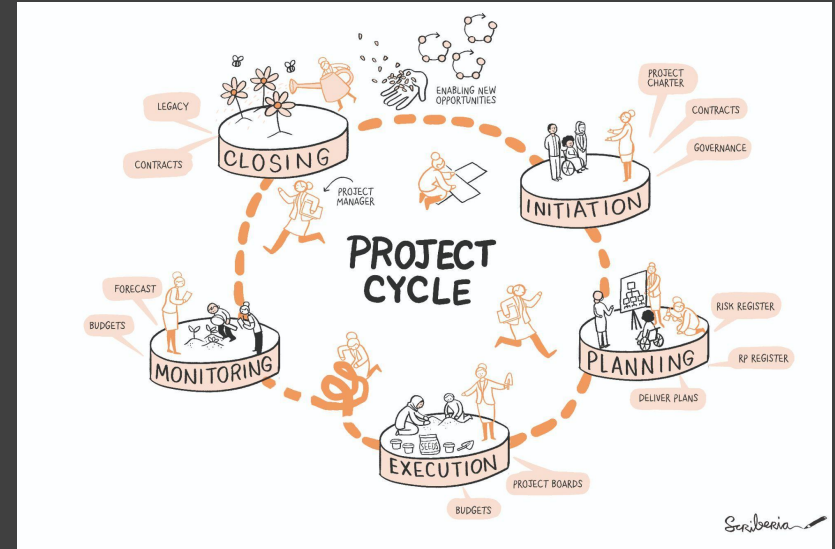 PROJECT
CYCLE
ENABLING NEW
OPPORTUNITIES
PROJECT
CHARTER
CONTRACTS
GOVERNANCE
INITIATION
RISK REGISTER
RP REGISTER
DELIVER PLANS
PLANNING
SEEDS
EXECUTION
PROJECT BOARDS
BUDGETS
FORECAST
BUDGETS
MONITORING
PROJECT
MANAGER
LEGACY
CONTRACTS
CLOSING
Scriberia